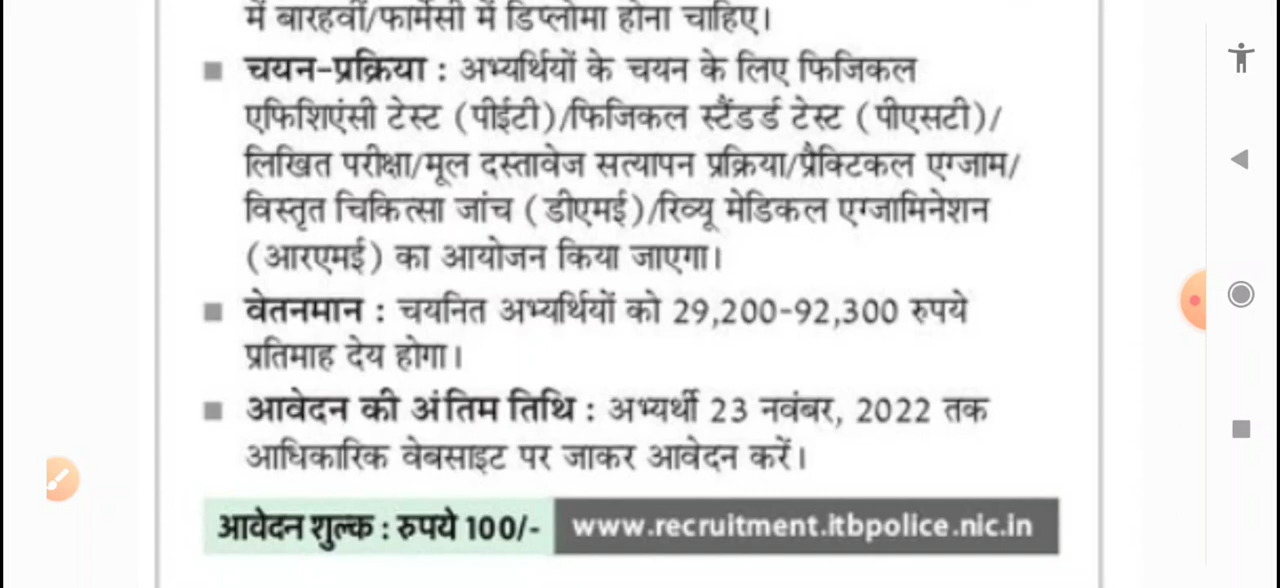 में बारहवीं/फार्मेसी में डिप्लोमा होना चाहिए।
■ चयन-प्रक्रिया : अभ्यर्थियों के चयन के लिए फिजिकल
एफिशिएंसी टेस्ट (पीईटी)/फिजिकल स्टैंडर्ड टेस्ट (पीएसटी)/
लिखित परीक्षा/मूल दस्तावेज सत्यापन प्रक्रिया/प्रैक्टिकल एग्जाम/
विस्तृत चिकित्सा जांच (डीएमई)/रिव्यू मेडिकल एग्जामिनेशन
(आरएमई) का आयोजन किया जाएगा।
■ वेतनमान : चयनित अभ्यर्थियों को 29,200-92,300 रुपये
प्रतिमाह देय होगा।
■ आवेदन की अंतिम तिथि : अभ्यर्थी 23 नवंबर, 2022 तक
आधिकारिक वेबसाइट पर जाकर आवेदन करें।
आवेदन शुल्क : रुपये 100/- www.recruitment.itbpolice.nic.in